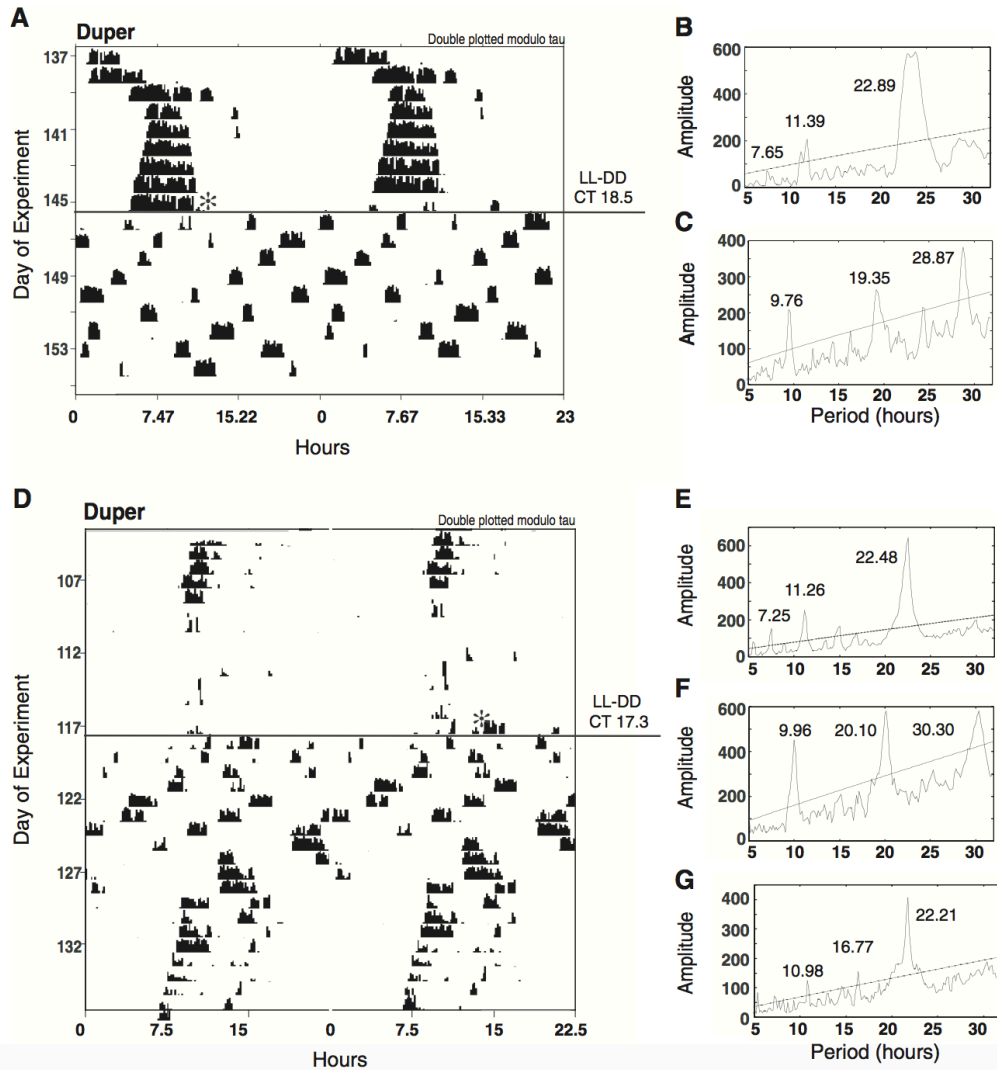 A
Duper
Double plotted modulo tau
137
141
145
149
153
Day of Experiment
LL-DD
CT 18.5
0 7.47 15.22 0 7.67 15.33 23
Hours
B
Amplitude
600
400
200
0
7.65 11.39 22.89
5 10 15 20 25 30
C
Amplitude
400
300
200
100
0
9.76 19.35 28.87
5 10 15 20 25 30
Period (hours)
D
Duper
Double plotted modulo tau
107
112
117
122
127
132
Day of Experiment
LL-DD
CT 17.3
0 7.5 15 0 7.5 15 22.5
Hours
E
Amplitude
600
400
200
0
7.25 11.26 22.48
5 10 15 20 25 30
F
Amplitude
600
400
200
0
9.96 20.10 30.30
5 10 15 20 25 30
G
Amplitude
500
400
300
200
100
0
10.98 16.77 22.21
5 10 15 20 25 30
Period (hours)